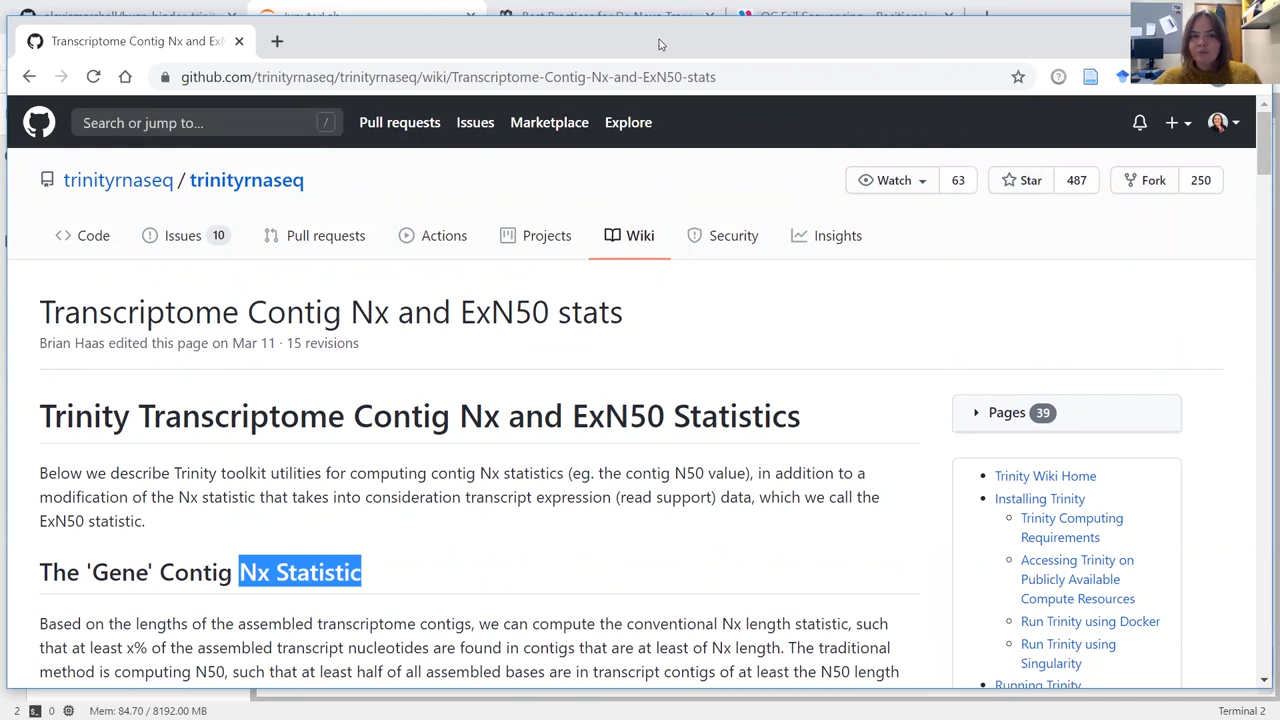 Transcriptome Contig Nx and Ex
github.com/trinityrnaseq/trinityrnaseq/wiki/Transcriptome-Contig-Nx-and-ExN50-stats
Search or jump to... /
Pull requests Issues Marketplace Explore
trinityrnaseq / trinityrnaseq
Watch 63 Star 487 Fork 250
Code Issues 10 Pull requests Actions Projects Wiki Security Insights
Transcriptome Contig Nx and ExN50 stats
Brian Haas edited this page on Mar 11 · 15 revisions
Trinity Transcriptome Contig Nx and ExN50 Statistics
Below we describe Trinity toolkit utilities for computing contig Nx statistics (eg. the contig N50 value), in addition to a
modification of the Nx statistic that takes into consideration transcript expression (read support) data, which we call the
ExN50 statistic.
The 'Gene' Contig Nx Statistic
Based on the lengths of the assembled transcriptome contigs, we can compute the conventional Nx length statistic, such
that at least x% of the assembled transcript nucleotides are found in contigs that are at least of Nx length. The traditional
method is computing N50, such that at least half of all assembled bases are in transcript contigs of at least the N50 length
Pages 39
Trinity Wiki Home
Installing Trinity
Trinity Computing
Requirements
Accessing Trinity on
Publicly Available
Compute Resources
Run Trinity using Docker
Run Trinity using
Singularity
Running Trinity
2 0 Mem: 84.70 / 8192.00 MB
Terminal 2